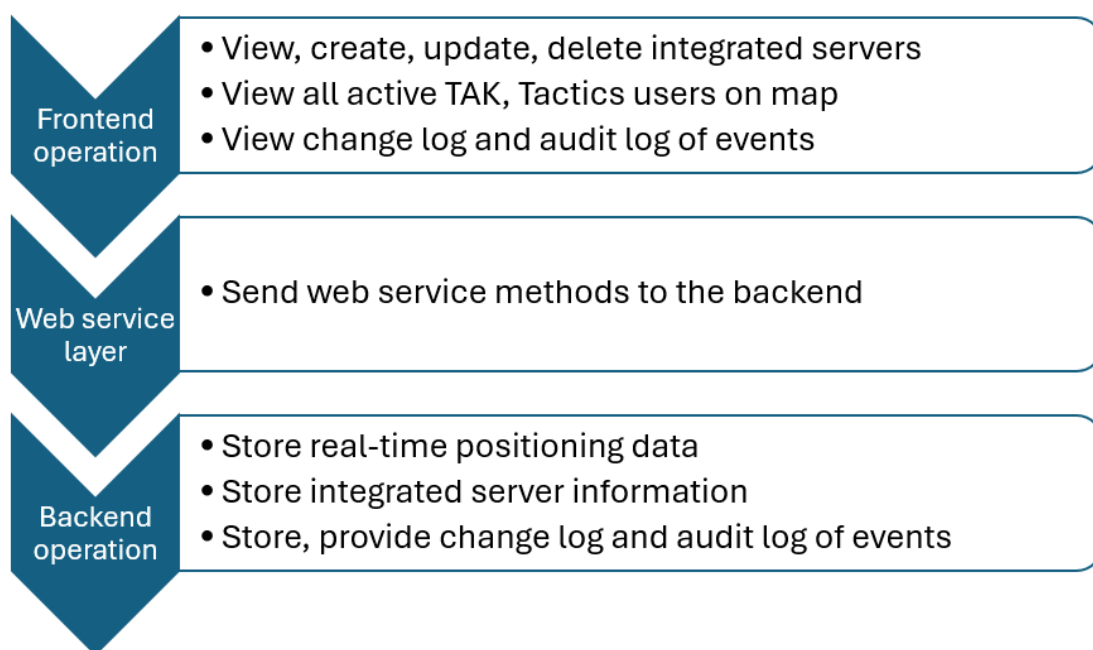 Frontend
operation
• View, create, update, delete integrated servers
• View all active TAK, Tactics users on map
• View change log and audit log of events
Web service
layer
• Send web service methods to the backend
Backend
operation
• Store real-time positioning data
• Store integrated server information
• Store, provide change log and audit log of events